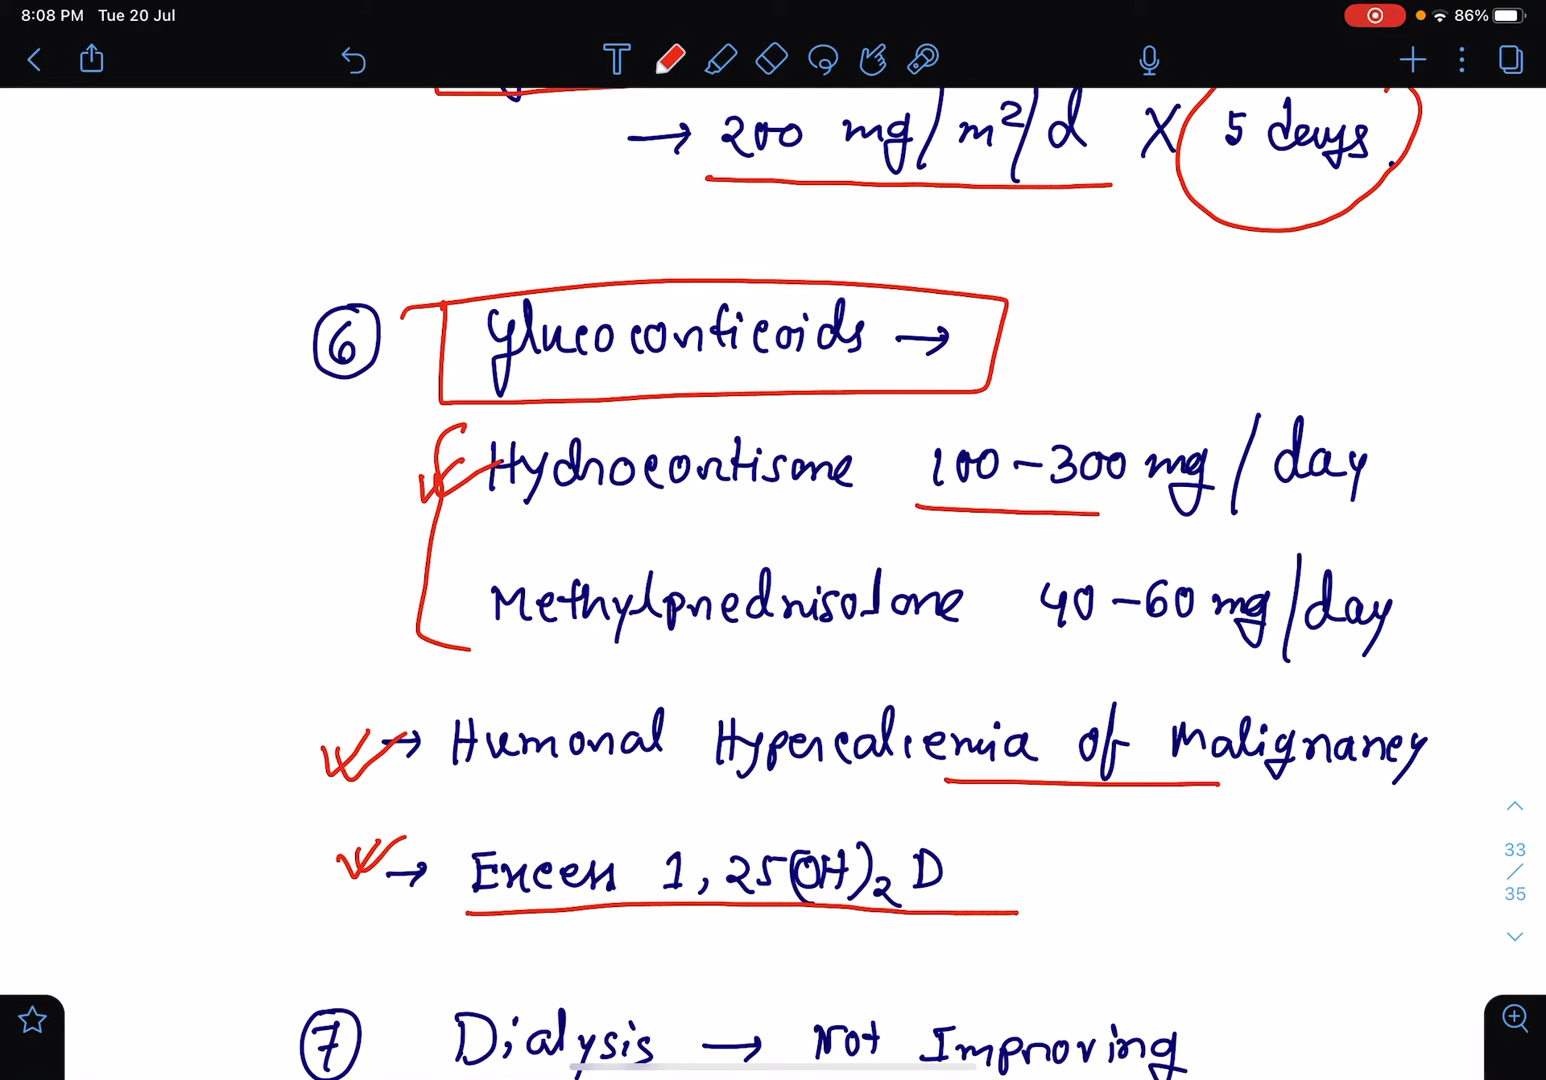 8:08 PM Tue 20 Jul 86%
→ 200 mg/m²/d X 5 days.
6 Glucocorticoids →
Hydrocortisone 100-300 mg/day
Methylprednisolone 40-60 mg/day
→ Humoral Hypercalcemia of Malignancy
→ Excess 1,25(OH)₂ D
33
/
35
7 Dialysis → Not Improving